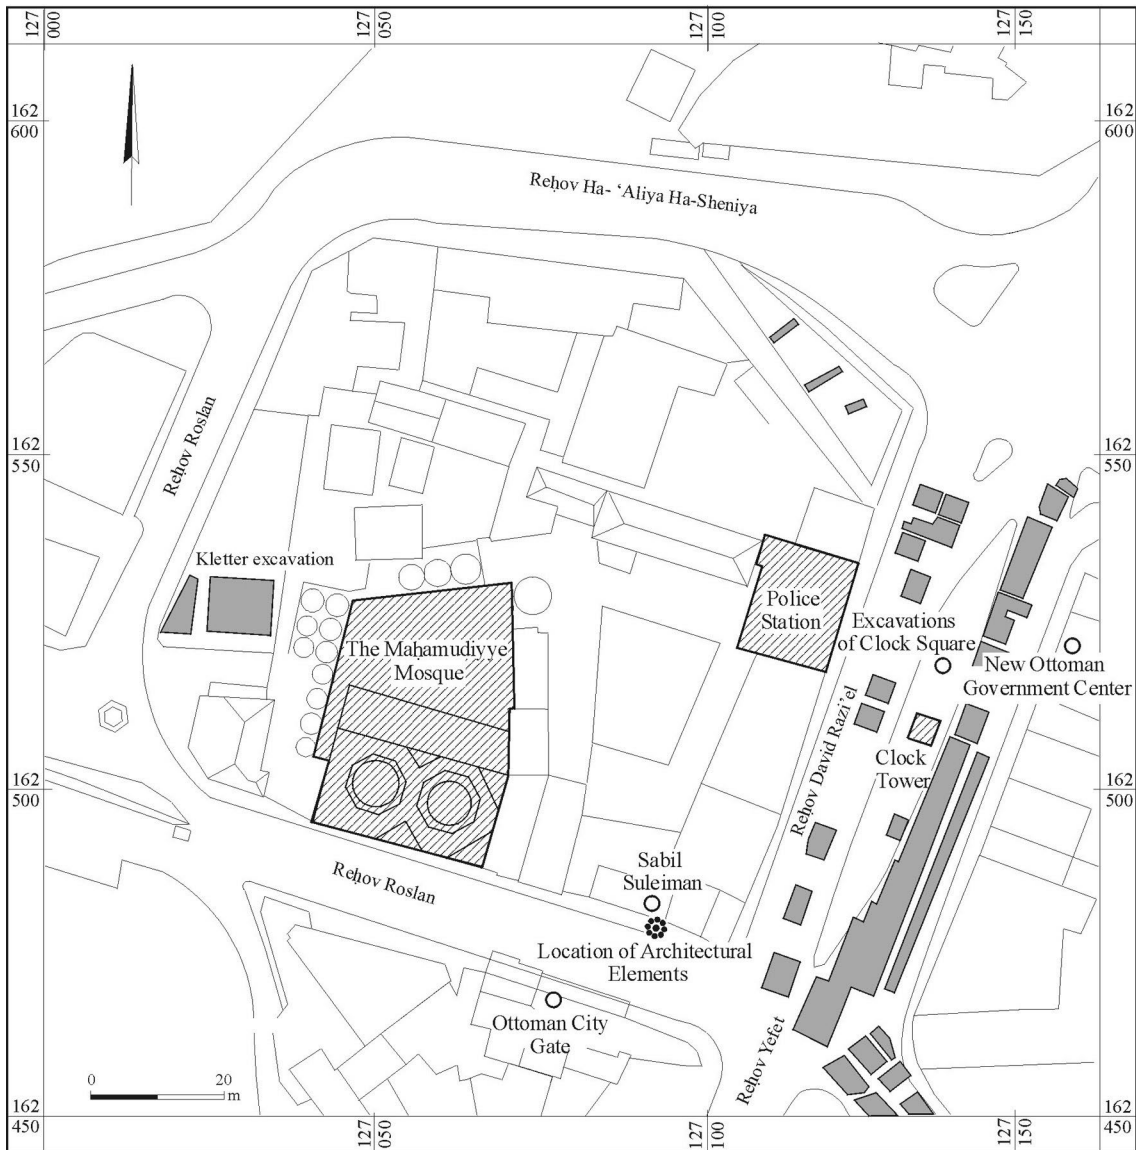 127
000
127
050
127
100
127
150
162
600
162
600
Reḥov Ha- ‘Aliya Ha-Sheniya
Reḥov Roslan
162
550
162
550
Kletter excavation
Police
Station
Excavations
of Clock Square
The Maḥamudiyye
Mosque
New Ottoman
Government Center
Reḥov David Razi’el
Clock
Tower
162
500
162
500
Reḥov Roslan
Sabil
Suleiman
Location of Architectural
Elements
Ottoman City
Gate
Reḥov Yefet
0
20
m
162
450
162
450
127
050
127
100
127
150